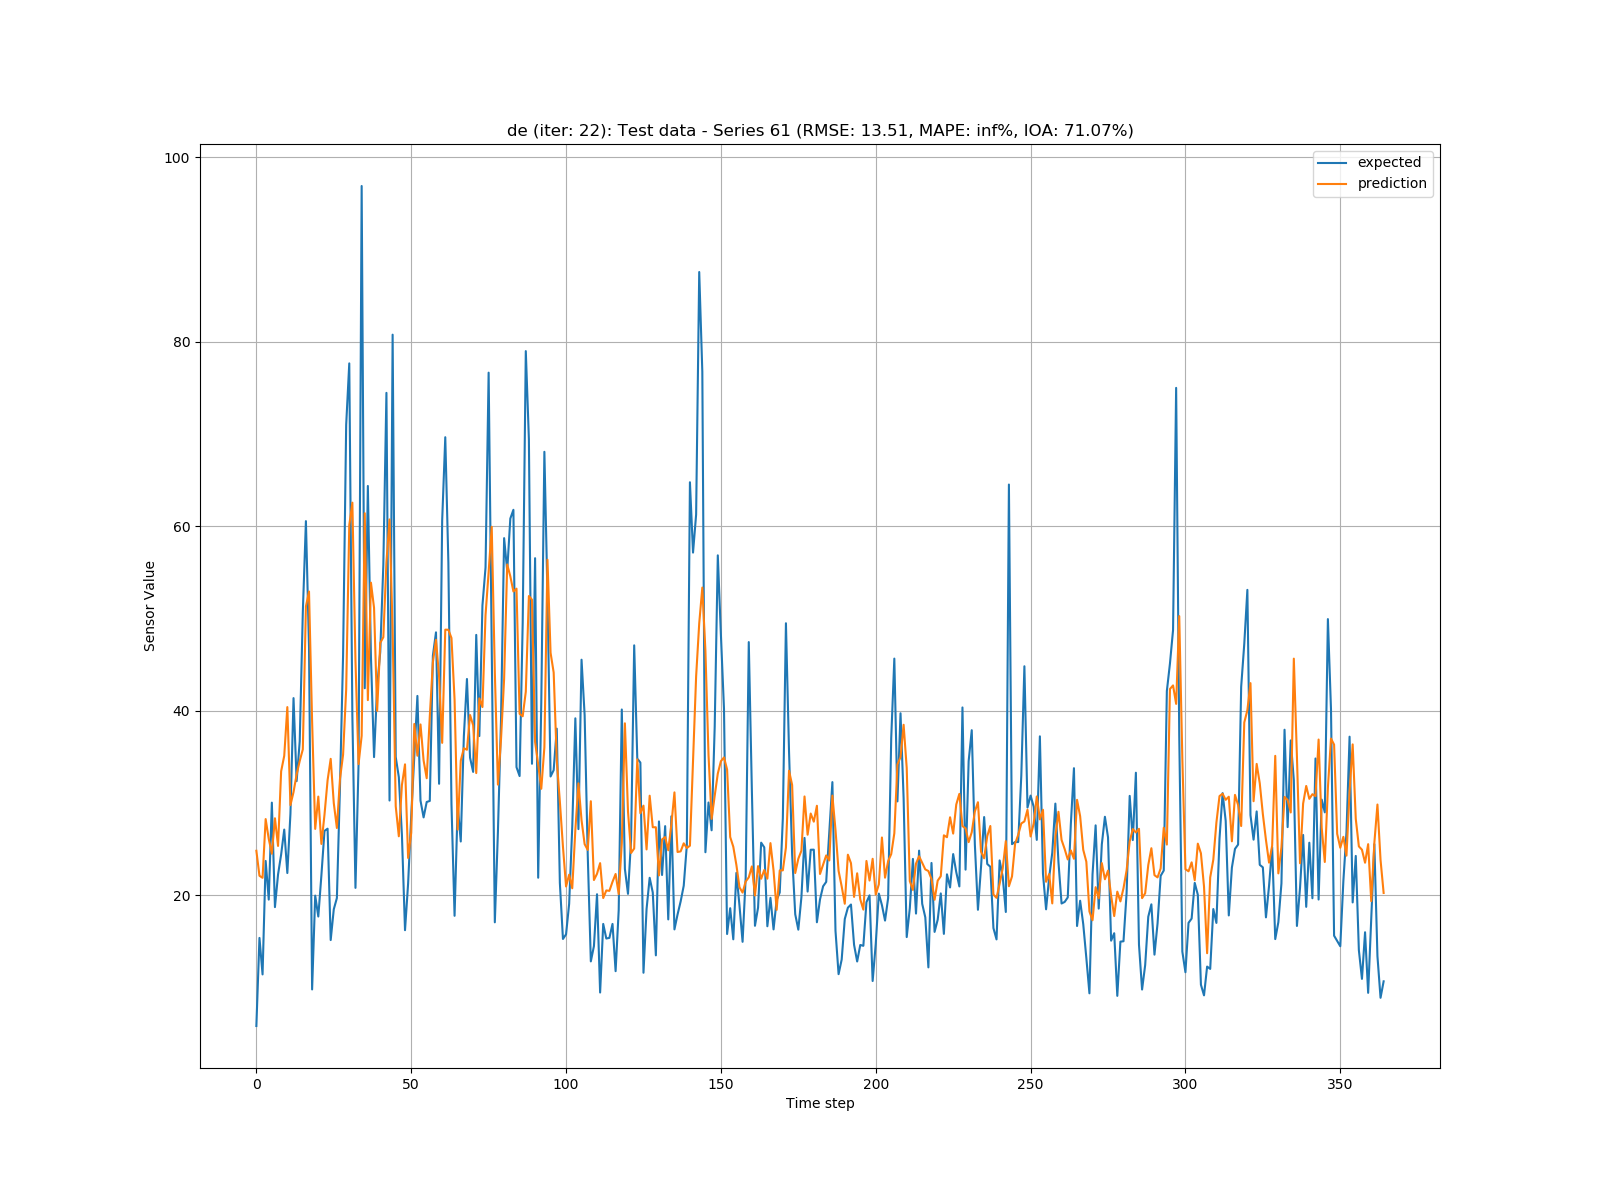 de (iter: 22): Test data - Series 61 (RMSE: 13.51, MAPE: inf%, IOA: 71.07%)
expected
prediction
100
80
60
40
20
Sensor Value
0 50 100 150 200 250 300 350
Time step